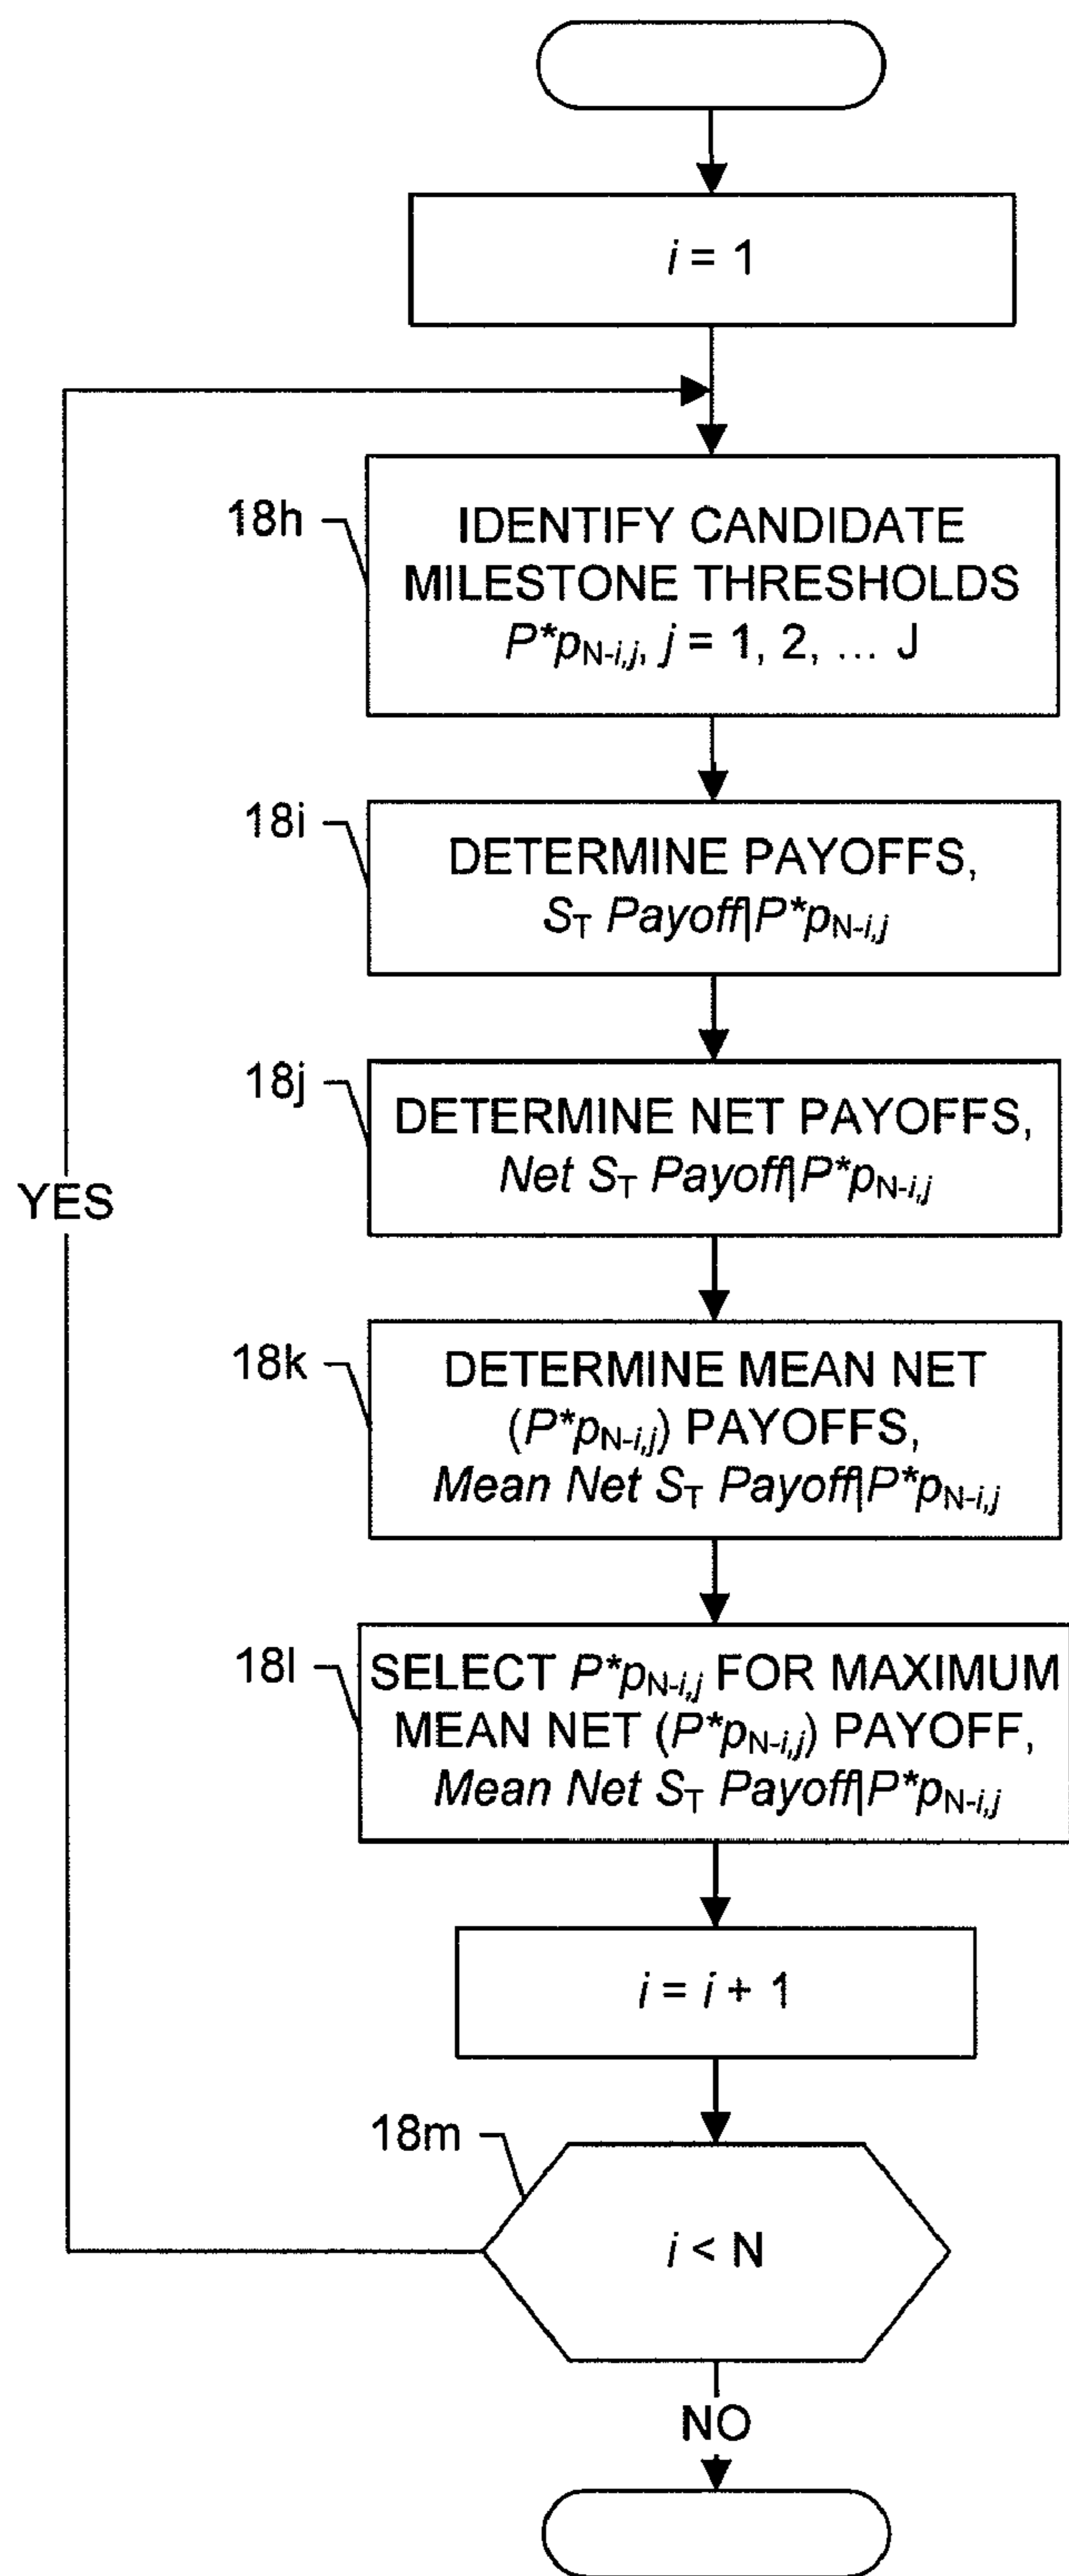 i = 1
18h
IDENTIFY CANDIDATE
MILESTONE THRESHOLDS
P*pN-i,j, j = 1, 2, ... J
18i
DETERMINE PAYOFFS,
ST Payoff|P*pN-i,j
18j
DETERMINE NET PAYOFFS,
Net ST Payoff|P*pN-i,j
YES
18k
DETERMINE MEAN NET
(P*pN-i,j) PAYOFFS,
Mean Net ST Payoff|P*pN-i,j
18l
SELECT P*pN-i,j FOR MAXIMUM
MEAN NET (P*pN-i,j) PAYOFF,
Mean Net ST Payoff|P*pN-i,j
i = i + 1
18m
i < N
NO